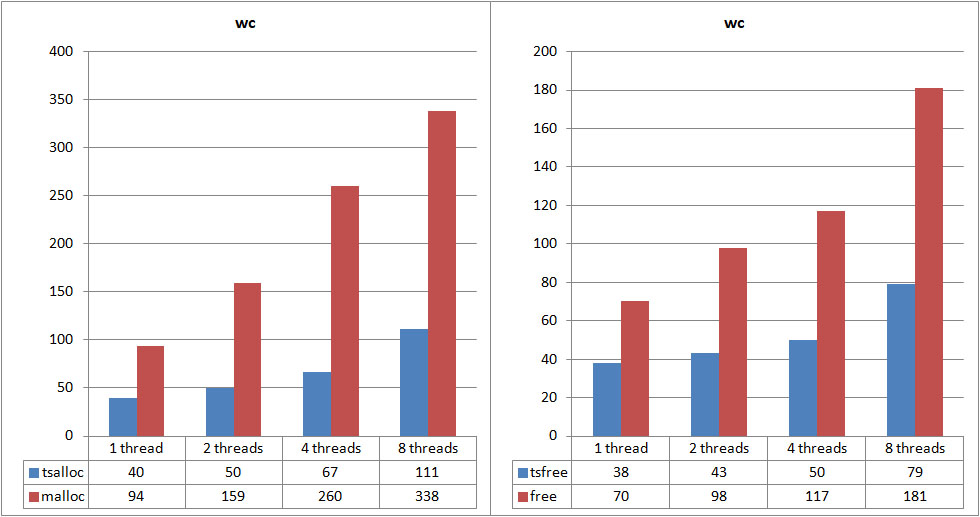 wc
400
350
300
250
200
150
100
50
0
1 thread 2 threads 4 threads 8 threads
tsalloc 40 50 67 111
malloc 94 159 260 338
wc
200
180
160
140
120
100
80
60
40
20
0
1 thread 2 threads 4 threads 8 threads
tsfree 38 43 50 79
free 70 98 117 181